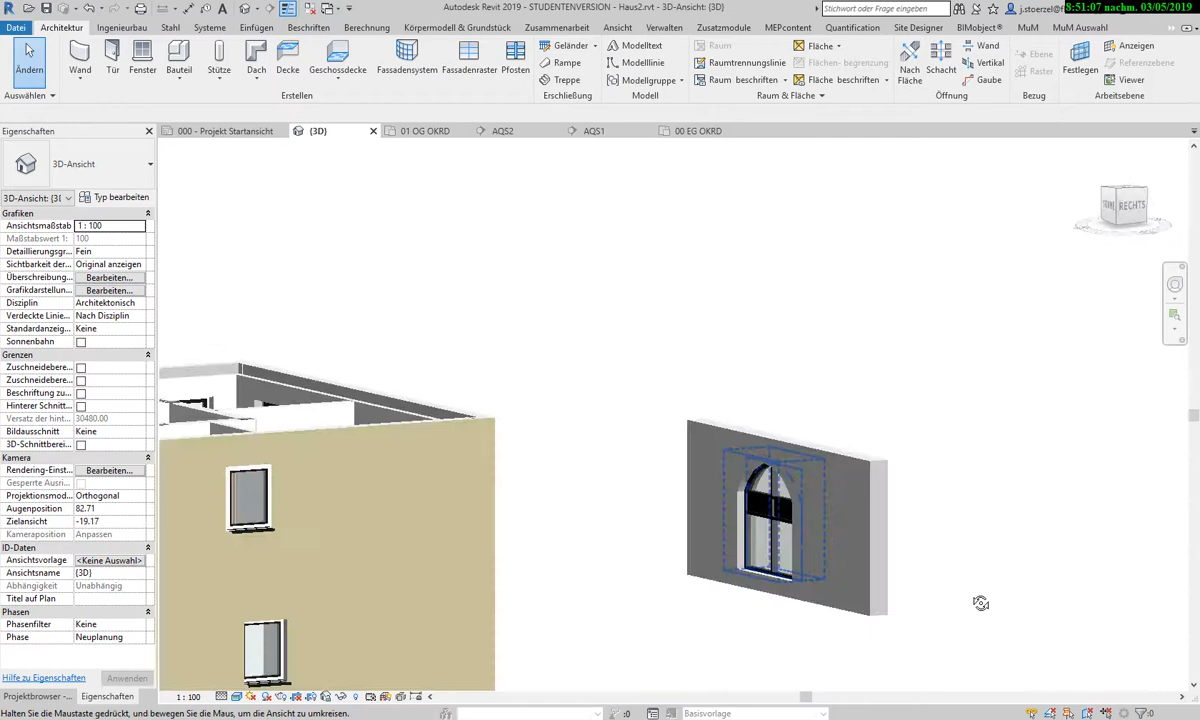 Autodesk Revit 2019 - STUDENTENVERSION - Haus2.rvt - 3D-Ansicht: {3D}
Stichwort oder Frage eingeben
j.stoerzel@f
8:51:07 nachm. 03/05/2019
Datei Architektur Ingenieurbau Stahl Systeme Einfügen Beschriften Berechnung Körpermodell & Grundstück Zusammenarbeit Ansicht Verwalten Zusatzmodule MEPcontent Quantification Site Designer BIMobject® MuM MuM Auswahl
Ändern
Wand Tür Fenster Bauteil Stütze Dach Decke Geschossdecke Fassadensystem Fassadenraster Pfosten
Geländer
Rampe
Treppe
Modelltext
Modelllinie
Modellgruppe
Raum
Raumtrennungslinie
Raum beschriften
Fläche
Flächen- begrenzung
Fläche beschriften
Nach Fläche
Schacht
Wand
Vertikal
Gaube
Ebene
Raster
Festlegen
Anzeigen
Referenzebene
Viewer
Auswählen Erstellen Erschließung Modell Raum & Fläche Öffnung Bezug Arbeitsebene
Eigenschaften
000 - Projekt Startansicht {3D} 01 OG OKRD AQS2 AQS1 00 EG OKRD
3D-Ansicht
3D-Ansicht: {3I Typ bearbeiten
Grafiken
Ansichtsmaßstab 1 : 100
Maßstabswert 1: 100
Detaillierungsgr... Fein
Sichtbarkeit der... Original anzeigen
Überschreibung... Bearbeiten...
Grafikdarstellun... Bearbeiten...
Disziplin Architektonisch
Verdeckte Linie... Nach Disziplin
Standardanzeig... Keine
Sonnenbahn
Grenzen
Zuschneidebere...
Zuschneidebere...
Beschriftung zu...
Hinterer Schnitt...
Versatz der hint... 30480.00
Bildausschnitt Keine
3D-Schnittberei...
Kamera
Rendering-Einst... Bearbeiten...
Gesperrte Ausri...
Projektionsmod... Orthogonal
Augenposition 82.71
Zielansicht -19.17
Kameraposition Anpassen
ID-Daten
Ansichtsvorlage <Keine Auswahl>
Ansichtsname {3D}
Abhängigkeit Unabhängig
Titel auf Plan
Phasen
Phasenfilter Keine
Phase Neuplanung
Hilfe zu Eigenschaften Anwenden
Projektbrowser -... Eigenschaften
RECHTS
1 : 100
Halten Sie die Maustaste gedrückt, und bewegen Sie die Maus, um die Ansicht zu umkreisen.
:0
Basisvorlage
:0